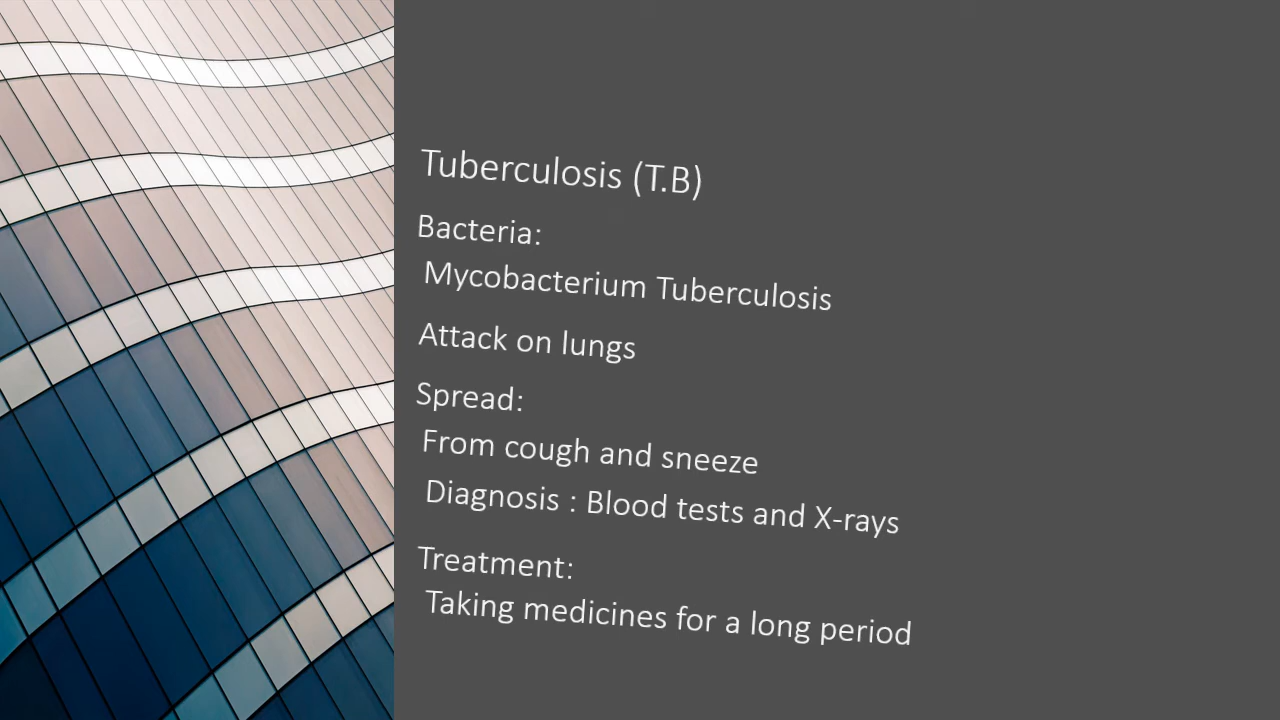 Tuberculosis (T.B)
Bacteria:
Mycobacterium Tuberculosis
Attack on lungs
Spread:
From cough and sneeze
Diagnosis : Blood tests and X-rays
Treatment:
Taking medicines for a long period